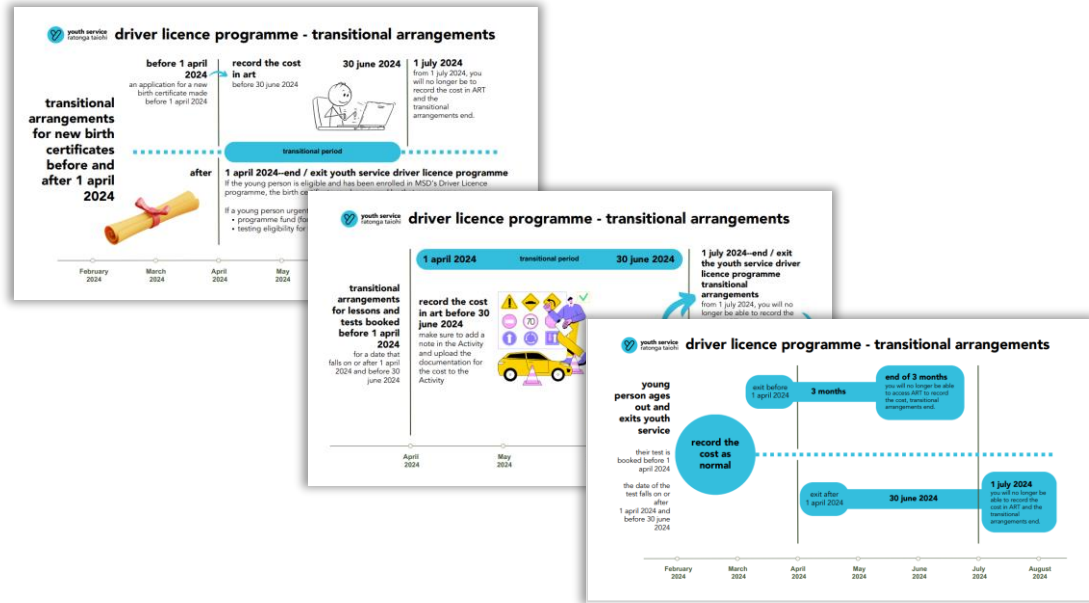 youth service
ratonga taiohi
driver licence programme - transitional arrangements
transitional
arrangements
for new birth
certificates
before and
after 1 april
2024
before 1 april
2024
an application for a new
birth certificate made
before 1 april 2024
record the cost
in art
before 30 june 2024
30 june 2024
1 july 2024
from 1 july 2024, you
will no longer be to
record the cost in ART
and the
transitional
arrangements end.
transitional period
after
1 april 2024--end / exit youth service driver licence programme
If the young person is eligible and has been enrolled in MSD's Driver Licence
programme, the birth
If a young person
• programme fund
• testing eligibility for
February
2024
March
2024
April
2024
May
2024
youth service
ratonga taiohi
driver licence programme - transitional arrangements
transitional
arrangements
for lessons and
tests booked
before 1 april
2024
for a date that
falls on or after 1 april
2024 and before 30
june 2024
1 april 2024
transitional period
30 june 2024
record the cost
in art before 30
june 2024
make sure to add a
note in the Activity
and upload the
documentation for
the cost to the
Activity
70
1 july 2024--end / exit
the youth service driver
licence programme
transitional
arrangements
from 1 july 2024, you will no
longer be able to record the
April
2024
May
2024
youth service
ratonga taiohi
driver licence programme - transitional arrangements
young
person ages
out and
exits youth
service
their test is
booked before 1
april 2024
the date of the
test falls on or
after
1 april 2024 and
before 30 june
2024
record the
cost as
normal
exit before
1 april 2024
3 months
end of 3 months
you will no longer be able
to access ART to record
the cost, transitional
arrangements end.
exit after
1 april 2024
30 june 2024
1 july 2024
you will no longer be
able to record the
cost in ART and the
transitional
arrangements end.
February
2024
March
2024
April
2024
May
2024
June
2024
July
2024
August
2024